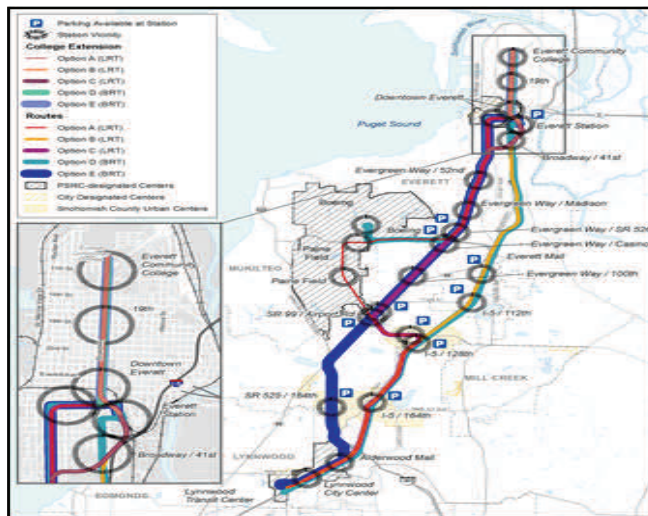 Parking Available at Station
Station Vicinity
College Extension
Option A (LRT)
Option B (LRT)
Option C (LRT)
Option D (BRT)
Option E (BRT)
Routes
Option A (LRT)
Option B (LRT)
Option C (LRT)
Option D (BRT)
Option E (BRT)
PSRC-designated Centers
City Designated Centers
Snohomish County Urban Centers
Everett Community
College
19th
Downtown
Everett
Everett
Station
Broadway / 41st
Everett Community
College
19th
Downtown Everett
Puget Sound
Everett Station
Broadway / 41st
Evergreen Way / 52nd
EVERETT
Evergreen Way / Madison
Boeing
Boeing
Evergreen Way / SR 526
Evergreen Way / Casino
Paine
Field
Everett Mall
MUKILTEO
Paine Field
Evergreen Way / 100th
SR 99 / Airport Rd
I-5 / 112th
I-5 / 128th
MILL CREEK
SR 525 / 164th
I-5 / 164th
LYNNWOOD
Alderwood Mall
Lynnwood
City Center
Lynnwood
Transit Center
EDMONDS